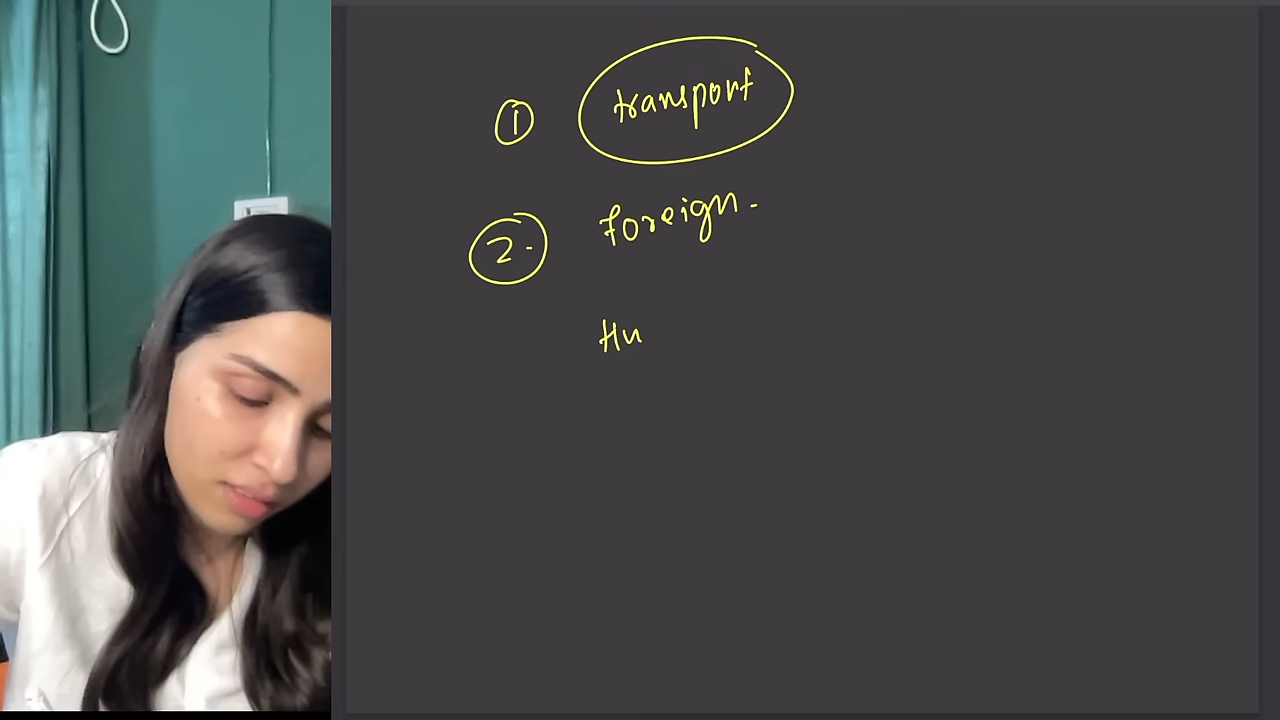 ① transport
②. foreign.
Hu